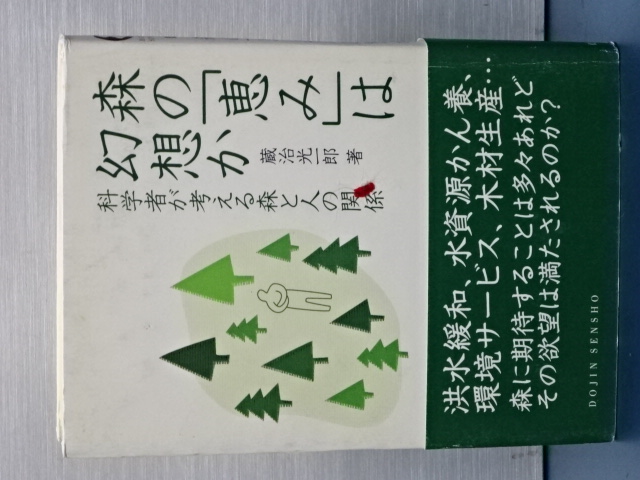 森の「恵み」は
幻想か
蔵治光一郎 著
科学者が考える森と人の関係
洪水緩和、水資源かん養、
環境サービス、木材生産…
森に期待することは多々あれど
その欲望は満たされるのか?
DOJIN SENSHO